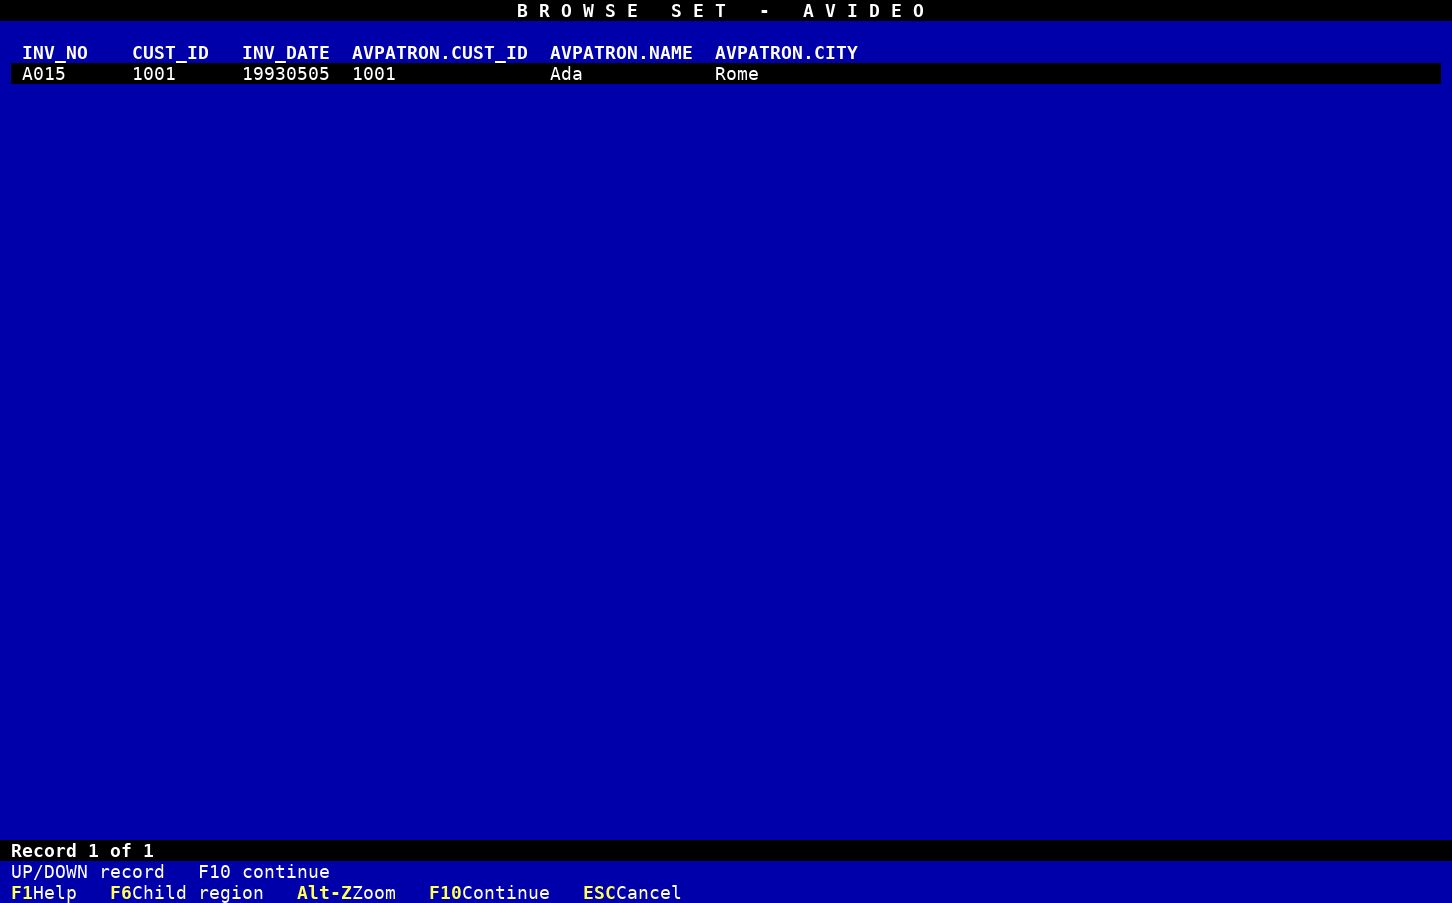 B R O W S E   S E T   -   A V I D E O
INV_NO    CUST_ID   INV_DATE  AVPATRON.CUST_ID  AVPATRON.NAME  AVPATRON.CITY
A015      1001      19930505  1001              Ada            Rome
Record 1 of 1
UP/DOWN record   F10 continue
F1Help   F6Child region   Alt-ZZoom   F10Continue   ESCCancel